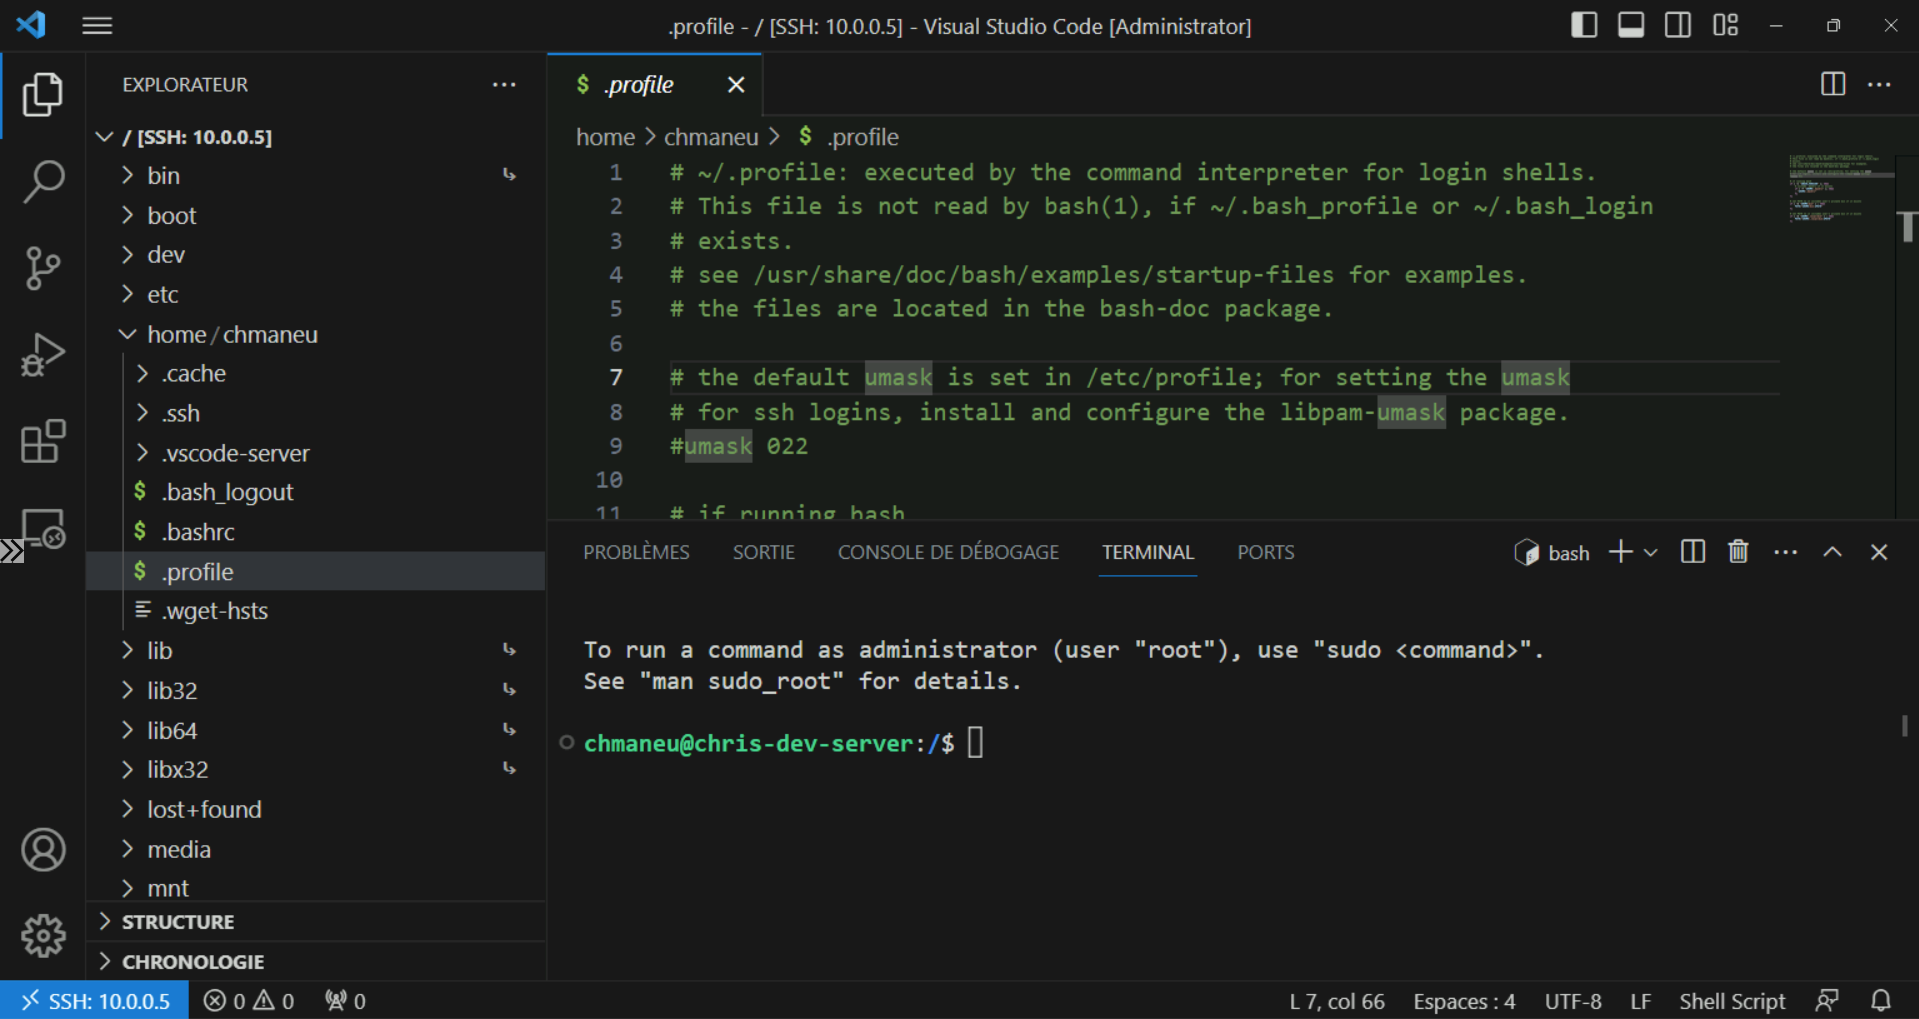 .profile - / [SSH: 10.0.0.5] - Visual Studio Code [Administrator]
EXPLORATEUR
/ [SSH: 10.0.0.5]
bin
boot
dev
etc
home / chmaneu
.cache
.ssh
.vscode-server
$ .bash_logout
$ .bashrc
$ .profile
.wget-hsts
lib
lib32
lib64
libx32
lost+found
media
mnt
STRUCTURE
CHRONOLOGIE
$ .profile
home > chmaneu > $ .profile
1 # ~/.profile: executed by the command interpreter for login shells.
2 # This file is not read by bash(1), if ~/.bash_profile or ~/.bash_login
3 # exists.
4 # see /usr/share/doc/bash/examples/startup-files for examples.
5 # the files are located in the bash-doc package.
6
7 # the default umask is set in /etc/profile; for setting the umask
8 # for ssh logins, install and configure the libpam-umask package.
9 #umask 022
10
11 # if running bash
PROBLÈMES SORTIE CONSOLE DE DÉBOGAGE TERMINAL PORTS
bash
To run a command as administrator (user "root"), use "sudo <command>".
See "man sudo_root" for details.
chmaneu@chris-dev-server:/$
SSH: 10.0.0.5 0 0 0
L 7, col 66 Espaces : 4 UTF-8 LF Shell Script